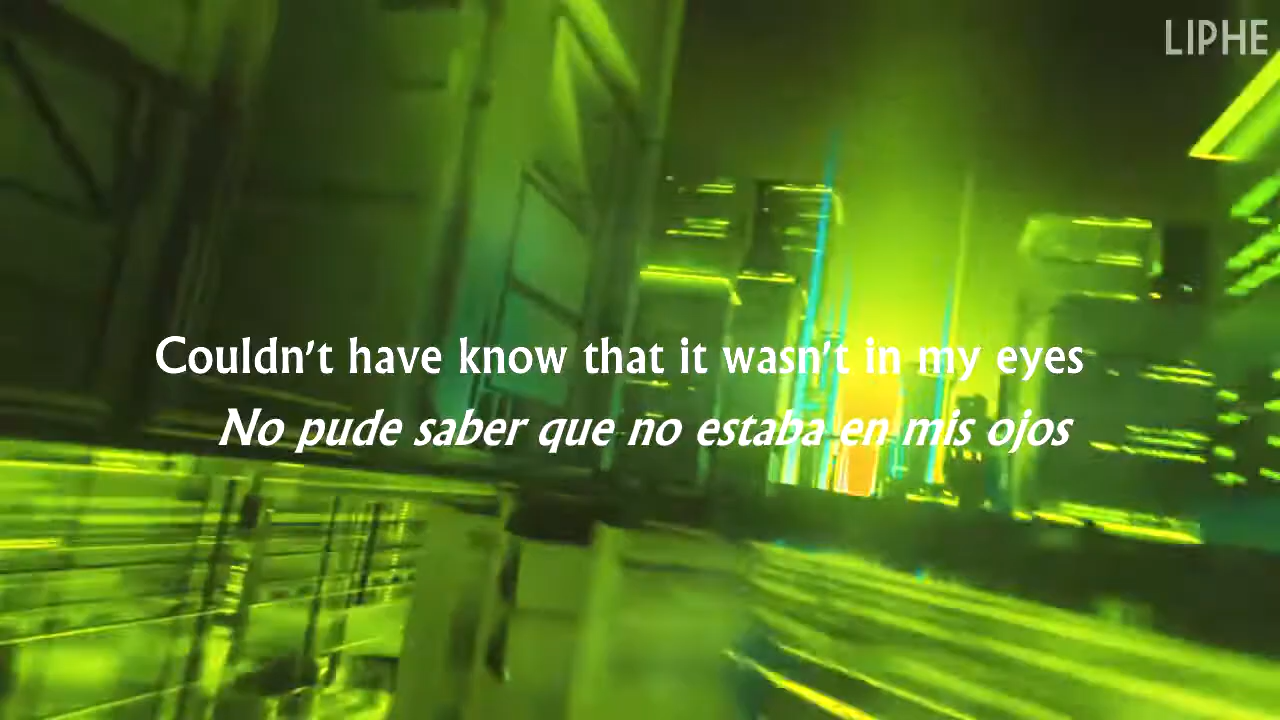 LIPHE
Couldn't have know that it wasn't in my eyes
No pude saber que no estaba en mis ojos